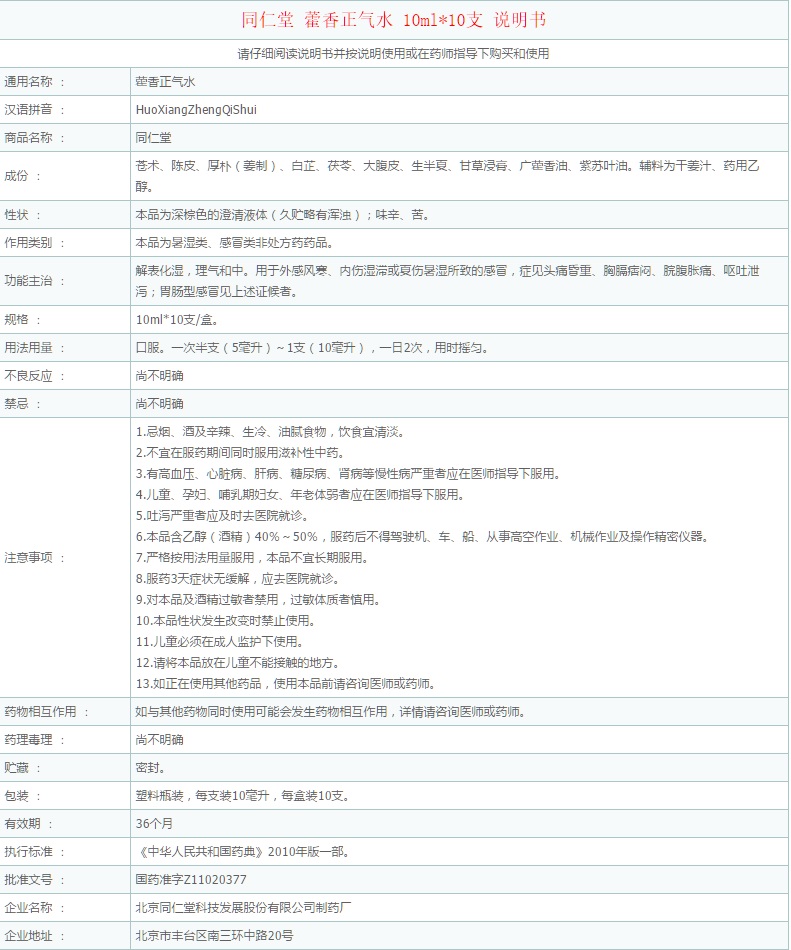 同仁堂 藿香正气水 10ml*10支 说明书
请仔细阅读说明书并按说明使用或在药师指导下购买和使用
通用名称 ： 藿香正气水
汉语拼音 ： HuoXiangZhengQiShui
商品名称 ： 同仁堂
成份 ： 苍术、陈皮、厚朴（姜制）、白芷、茯苓、大腹皮、生半夏、甘草浸膏、广藿香油、紫苏叶油。辅料为干姜汁、药用乙
醇。
性状 ： 本品为深棕色的澄清液体（久贮略有浑浊）；味辛、苦。
作用类别 ： 本品为暑湿类、感冒类非处方药药品。
功能主治 ： 解表化湿，理气和中。用于外感风寒、内伤湿滞或夏伤暑湿所致的感冒，症见头痛昏重、胸膈痞闷、脘腹胀痛、呕吐泄
泻；胃肠型感冒见上述证候者。
规格 ： 10ml*10支/盒。
用法用量 ： 口服。一次半支（5毫升）～1支（10毫升），一日2次，用时摇匀。
不良反应 ： 尚不明确
禁忌 ： 尚不明确
注意事项 ： 1.忌烟、酒及辛辣、生冷、油腻食物，饮食宜清淡。
2.不宜在服药期间同时服用滋补性中药。
3.有高血压、心脏病、肝病、糖尿病、肾病等慢性病严重者应在医师指导下服用。
4.儿童、孕妇、哺乳期妇女、年老体弱者应在医师指导下服用。
5.吐泻严重者应及时去医院就诊。
6.本品含乙醇（酒精）40%～50%，服药后不得驾驶机、车、船、从事高空作业、机械作业及操作精密仪器。
7.严格按用法用量服用，本品不宜长期服用。
8.服药3天症状无缓解，应去医院就诊。
9.对本品及酒精过敏者禁用，过敏体质者慎用。
10.本品性状发生改变时禁止使用。
11.儿童必须在成人监护下使用。
12.请将本品放在儿童不能接触的地方。
13.如正在使用其他药品，使用本品前请咨询医师或药师。
药物相互作用 ： 如与其他药物同时使用可能会发生药物相互作用，详情请咨询医师或药师。
药理毒理 ： 尚不明确
贮藏 ： 密封。
包装 ： 塑料瓶装，每支装10毫升，每盒装10支。
有效期 ： 36个月
执行标准 ： 《中华人民共和国药典》2010年版一部。
批准文号 ： 国药准字Z11020377
企业名称 ： 北京同仁堂科技发展股份有限公司制药厂
企业地址 ： 北京市丰台区南三环中路20号